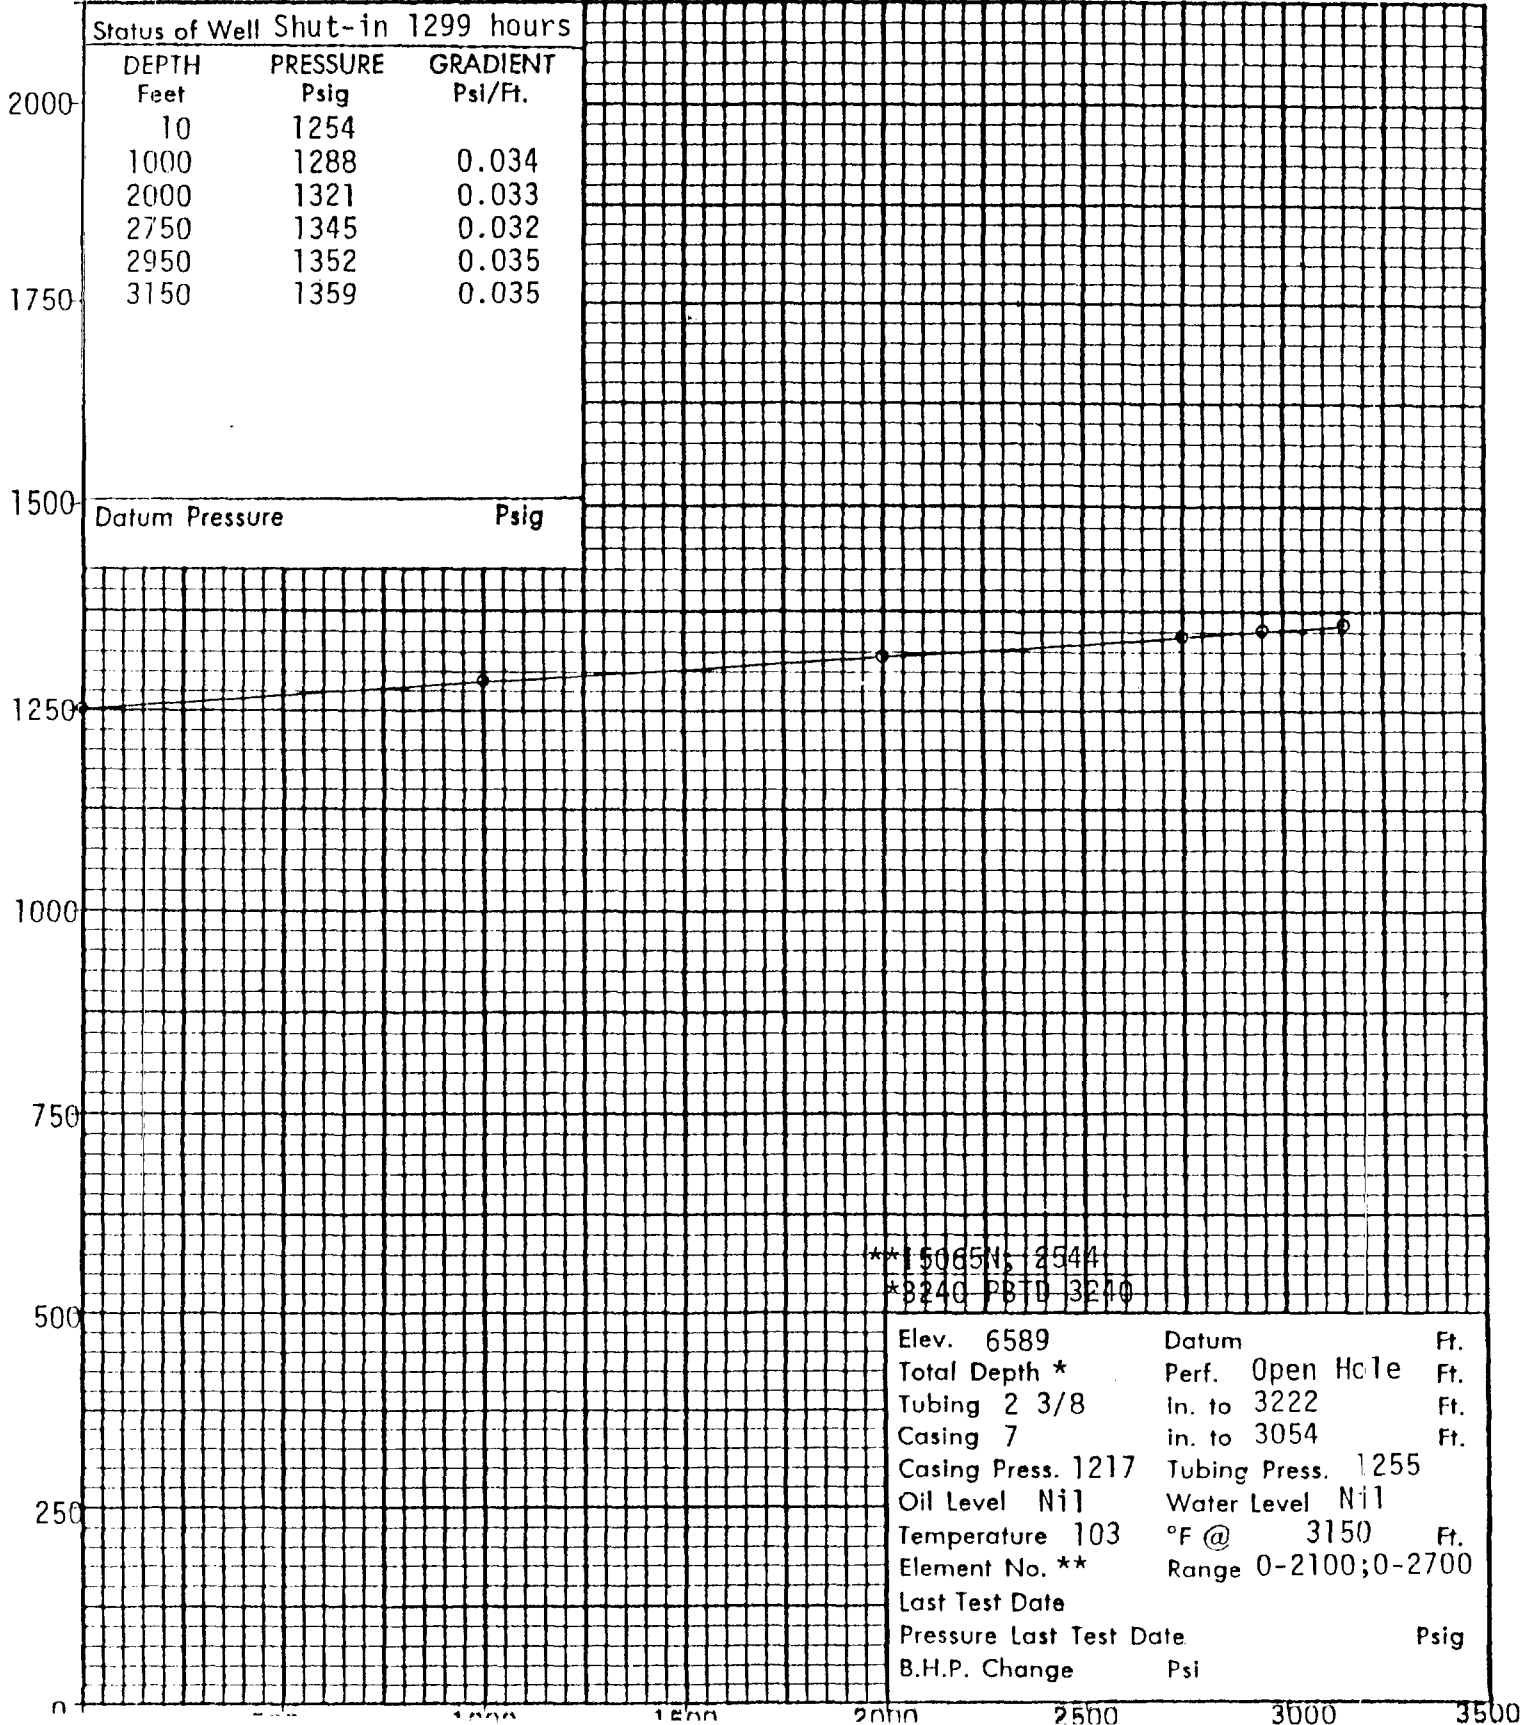 Status of Well Shut-in 1299 hours
DEPTH PRESSURE GRADIENT
Feet Psig Psi/Ft.
10 1254
1000 1288 0.034
2000 1321 0.033
2750 1345 0.032
2950 1352 0.035
3150 1359 0.035
Datum Pressure Psig
2000
1750
1500
1250
1000
750
500
250
0
**15065N; 2544
*3240 PBTD 3240
Elev. 6589 Datum Ft.
Total Depth * Perf. Open Hole Ft.
Tubing 2 3/8 in. to 3222 Ft.
Casing 7 in. to 3054 Ft.
Casing Press. 1217 Tubing Press. 1255
Oil Level Nil Water Level Nil
Temperature 103 °F @ 3150 Ft.
Element No. ** Range 0-2100;0-2700
Last Test Date
Pressure Last Test Date Psig
B.H.P. Change Psi
1000 1500 2000 2500 3000 3500